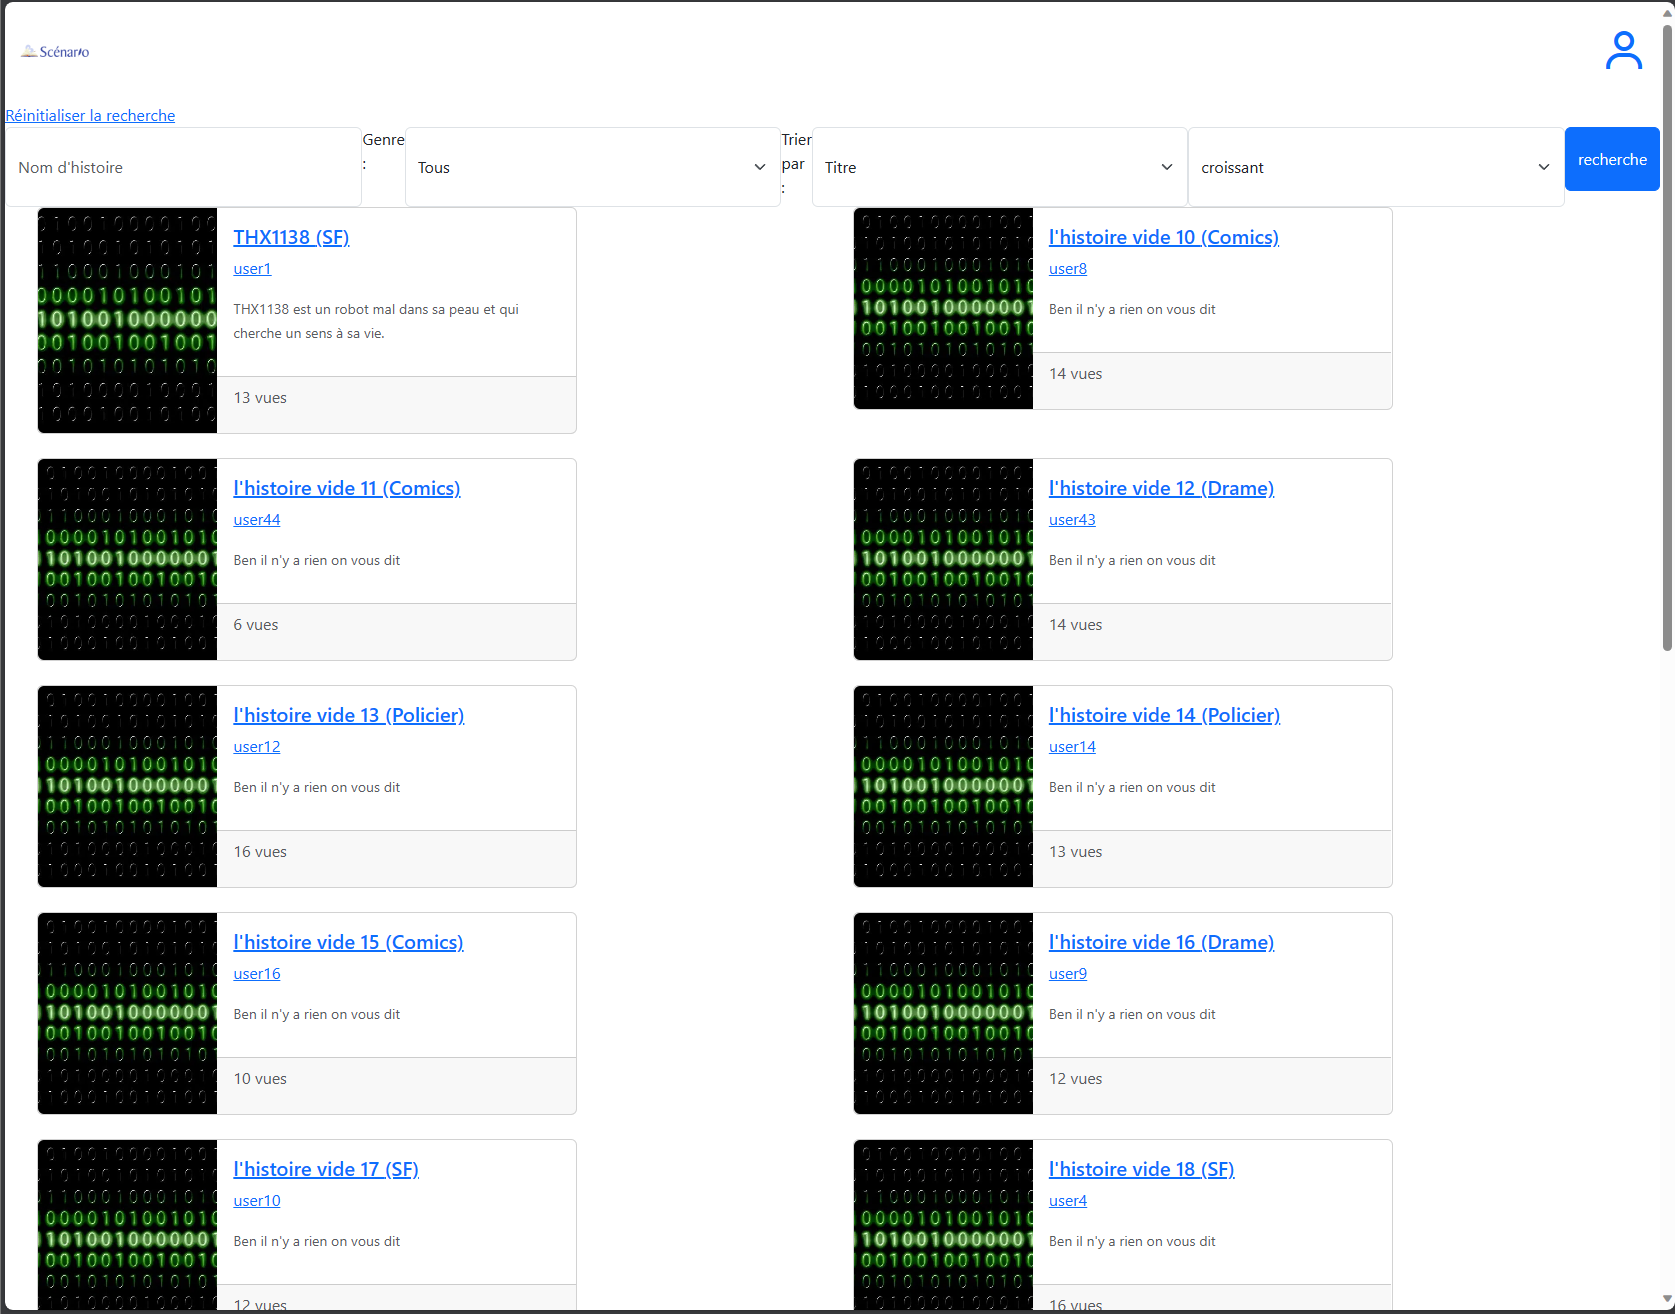 Scénario
Réinitialiser la recherche
Nom d'histoire
Genre :
Tous
Trier par :
Titre
croissant
recherche
THX1138 (SF)
user1
THX1138 est un robot mal dans sa peau et qui
cherche un sens à sa vie.
13 vues
l'histoire vide 10 (Comics)
user8
Ben il n'y a rien on vous dit
14 vues
l'histoire vide 11 (Comics)
user44
Ben il n'y a rien on vous dit
6 vues
l'histoire vide 12 (Drame)
user43
Ben il n'y a rien on vous dit
14 vues
l'histoire vide 13 (Policier)
user12
Ben il n'y a rien on vous dit
16 vues
l'histoire vide 14 (Policier)
user14
Ben il n'y a rien on vous dit
13 vues
l'histoire vide 15 (Comics)
user16
Ben il n'y a rien on vous dit
10 vues
l'histoire vide 16 (Drame)
user9
Ben il n'y a rien on vous dit
12 vues
l'histoire vide 17 (SF)
user10
Ben il n'y a rien on vous dit
12 vues
l'histoire vide 18 (SF)
user4
Ben il n'y a rien on vous dit
16 vues